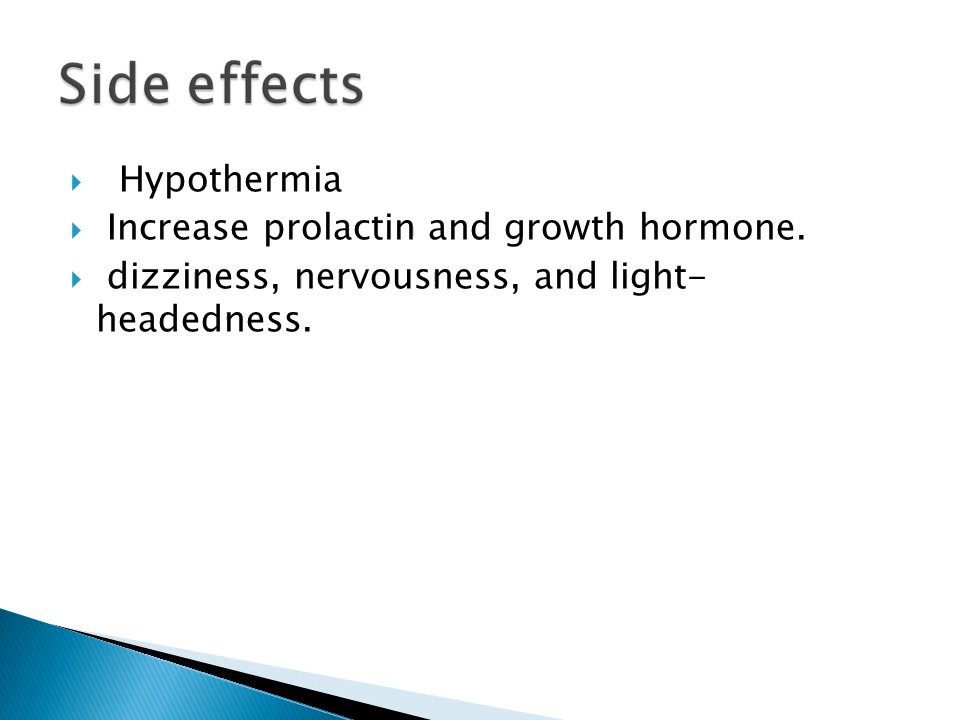 Side effects
Hypothermia
Increase prolactin and growth hormone.
dizziness, nervousness, and light-
headedness.